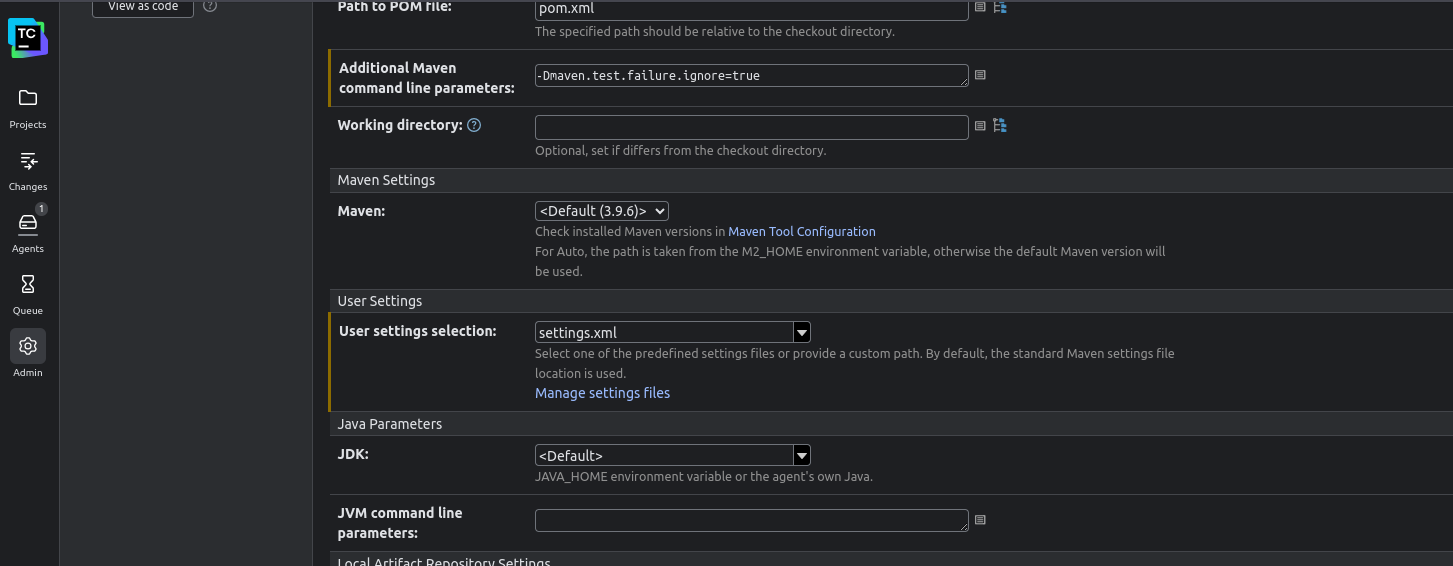 View as code
?
TC
Projects
Changes
1
Agents
Queue
Admin
Path to POM file:
pom.xml
The specified path should be relative to the checkout directory.
Additional Maven
command line parameters:
-Dmaven.test.failure.ignore=true
Working directory: ?
Optional, set if differs from the checkout directory.
Maven Settings
Maven:
<Default (3.9.6)>
Check installed Maven versions in Maven Tool Configuration
For Auto, the path is taken from the M2_HOME environment variable, otherwise the default Maven version will
be used.
User Settings
User settings selection:
settings.xml
Select one of the predefined settings files or provide a custom path. By default, the standard Maven settings file
location is used.
Manage settings files
Java Parameters
JDK:
<Default>
JAVA_HOME environment variable or the agent's own Java.
JVM command line
parameters:
Local Artifact Repository Settings